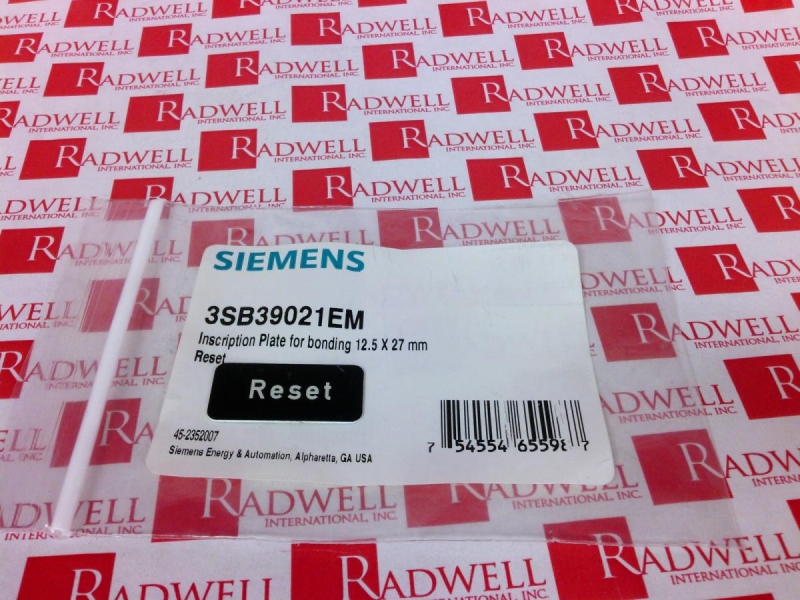 RADWELL
INTERNATIONAL, INC.
SIEMENS
3SB39021EM
Inscription Plate for bonding 12.5 X 27 mm
Reset
Reset
45-2352007
Siemens Energy & Automation, Alpharetta, GA USA
7 54554 65598 7